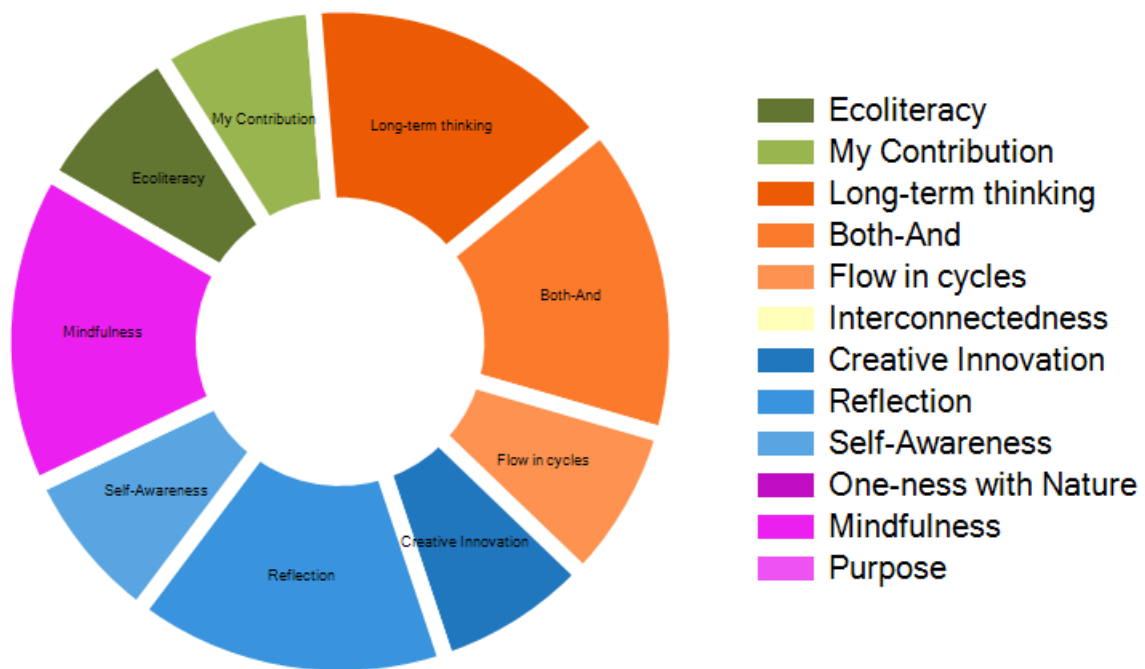 My Contribution
Long-term thinking
Ecoliteracy
Both-And
Mindfulness
Flow in cycles
Self-Awareness
Creative Innovation
Reflection
Ecoliteracy
My Contribution
Long-term thinking
Both-And
Flow in cycles
Interconnectedness
Creative Innovation
Reflection
Self-Awareness
One-ness with Nature
Mindfulness
Purpose